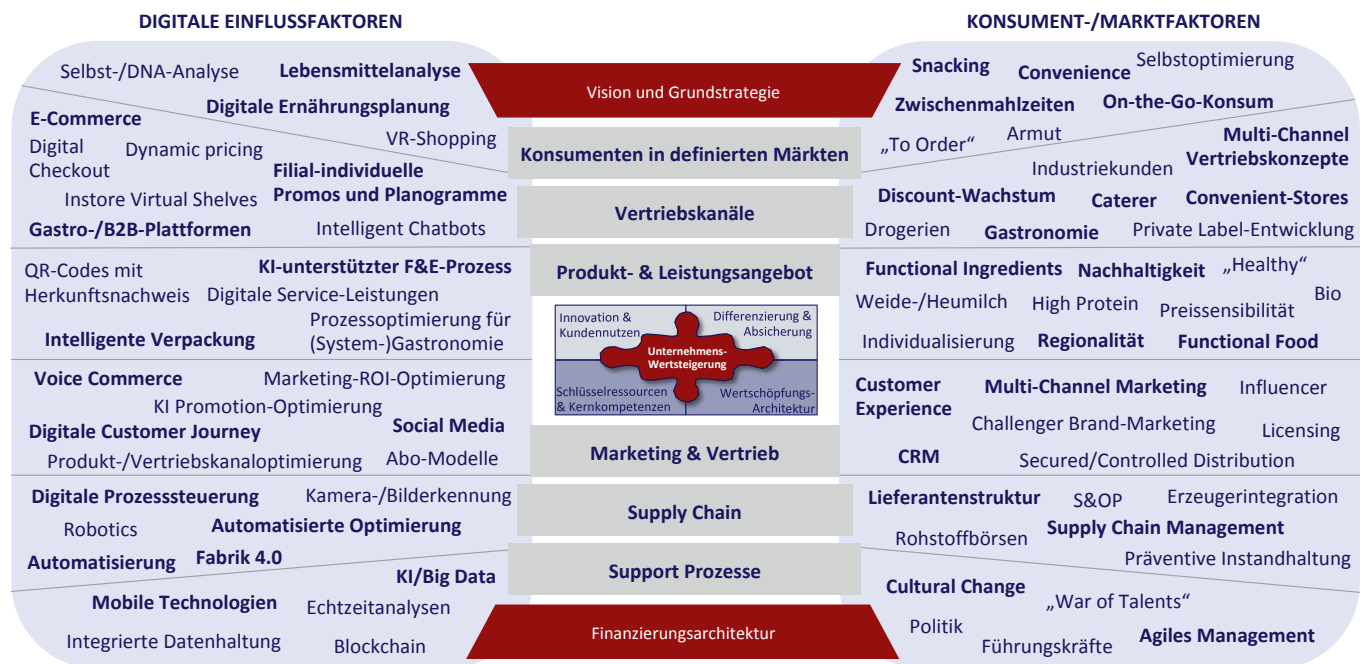 DIGITALE EINFLUSSFAKTOREN
Selbst-/DNA-Analyse
Lebensmittelanalyse
Digitale Ernährungsplanung
E-Commerce
VR-Shopping
Digital
Checkout
Dynamic pricing
Filial-individuelle
Promos und Planogramme
Instore Virtual Shelves
Gastro-/B2B-Plattformen
Intelligent Chatbots
QR-Codes mit
Herkunftsnachweis
KI-unterstützter F&E-Prozess
Digitale Service-Leistungen
Prozessoptimierung für
(System-)Gastronomie
Intelligente Verpackung
Voice Commerce
Marketing-ROI-Optimierung
KI Promotion-Optimierung
Social Media
Digitale Customer Journey
Produkt-/Vertriebskanaloptimierung
Abo-Modelle
Digitale Prozesssteuerung
Kamera-/Bilderkennung
Robotics
Automatisierte Optimierung
Automatisierung
Fabrik 4.0
KI/Big Data
Mobile Technologien
Echtzeitanalysen
Integrierte Datenhaltung
Blockchain
Vision und Grundstrategie
Konsumenten in definierten Märkten
Vertriebskanäle
Produkt- & Leistungsangebot
Innovation &
Kundennutzen
Differenzierung &
Absicherung
Unternehmens-
Wertsteigerung
Schlüsselressourcen
& Kernkompetenzen
Wertschöpfungs-
Architektur
Marketing & Vertrieb
Supply Chain
Support Prozesse
Finanzierungsarchitektur
KONSUMENT-/MARKTFAKTOREN
Snacking
Convenience
Selbstoptimierung
Zwischenmahlzeiten
On-the-Go-Konsum
„To Order“
Armut
Multi-Channel
Vertriebskonzepte
Industriekunden
Discount-Wachstum
Caterer
Convenient-Stores
Drogerien
Gastronomie
Private Label-Entwicklung
Functional Ingredients
Nachhaltigkeit
„Healthy“
Weide-/Heumilch
High Protein
Preissensibilität
Bio
Individualisierung
Regionalität
Functional Food
Customer
Experience
Multi-Channel Marketing
Influencer
Challenger Brand-Marketing
Licensing
CRM
Secured/Controlled Distribution
Lieferantenstruktur
S&OP
Erzeugerintegration
Rohstoffbörsen
Supply Chain Management
Präventive Instandhaltung
Cultural Change
„War of Talents“
Politik
Führungskräfte
Agiles Management